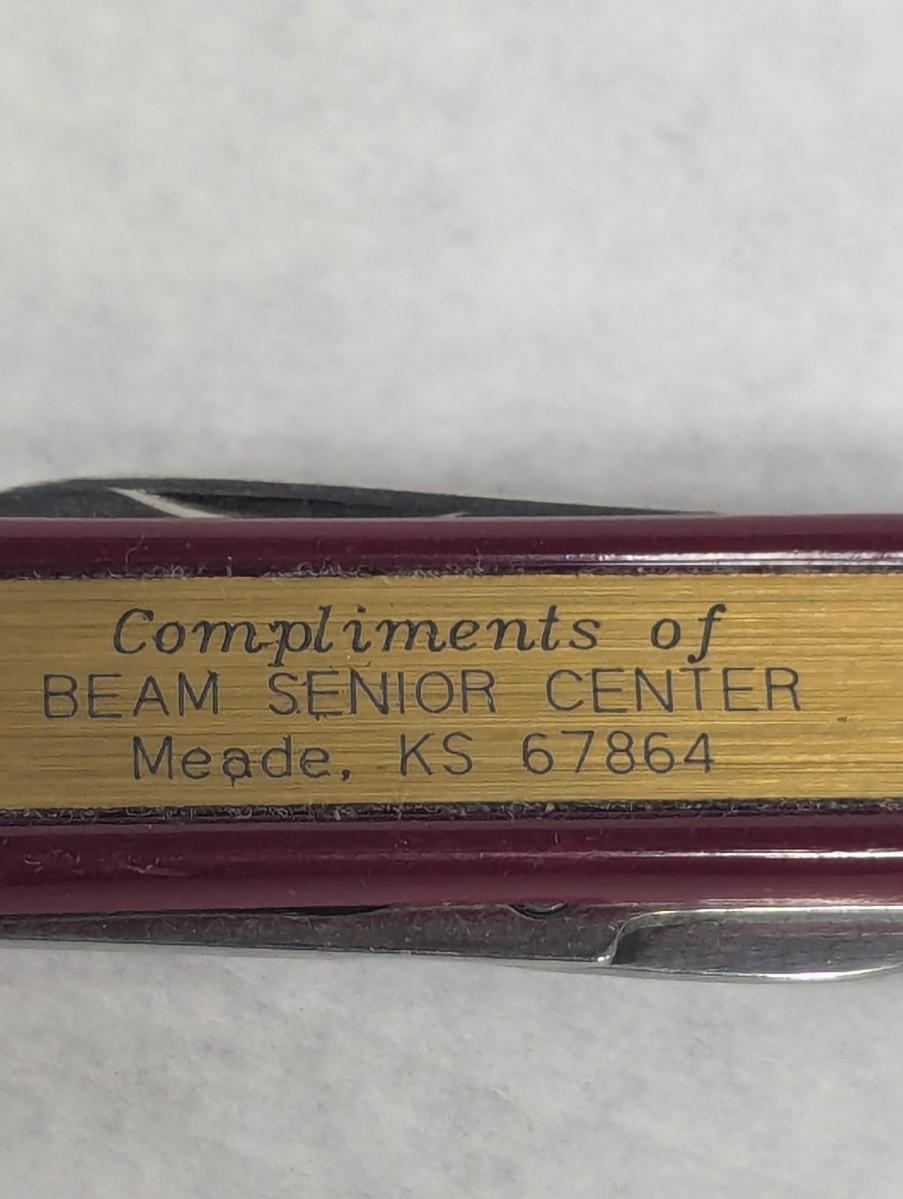 Compliments of
BEAM SENIOR CENTER
Meade, KS 67864